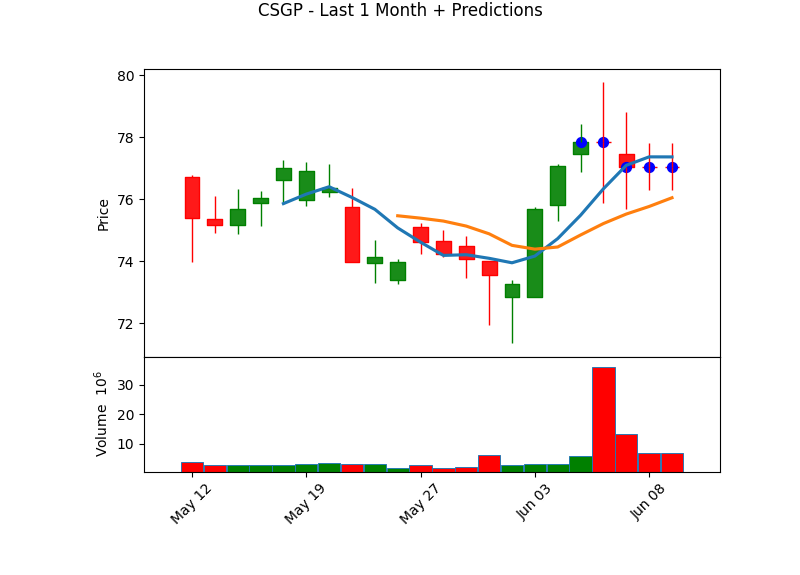 CSGP - Last 1 Month + Predictions
80
78
76
74
72
Price
30
20
10
Volume 10^6
May 12
May 19
May 27
Jun 03
Jun 08